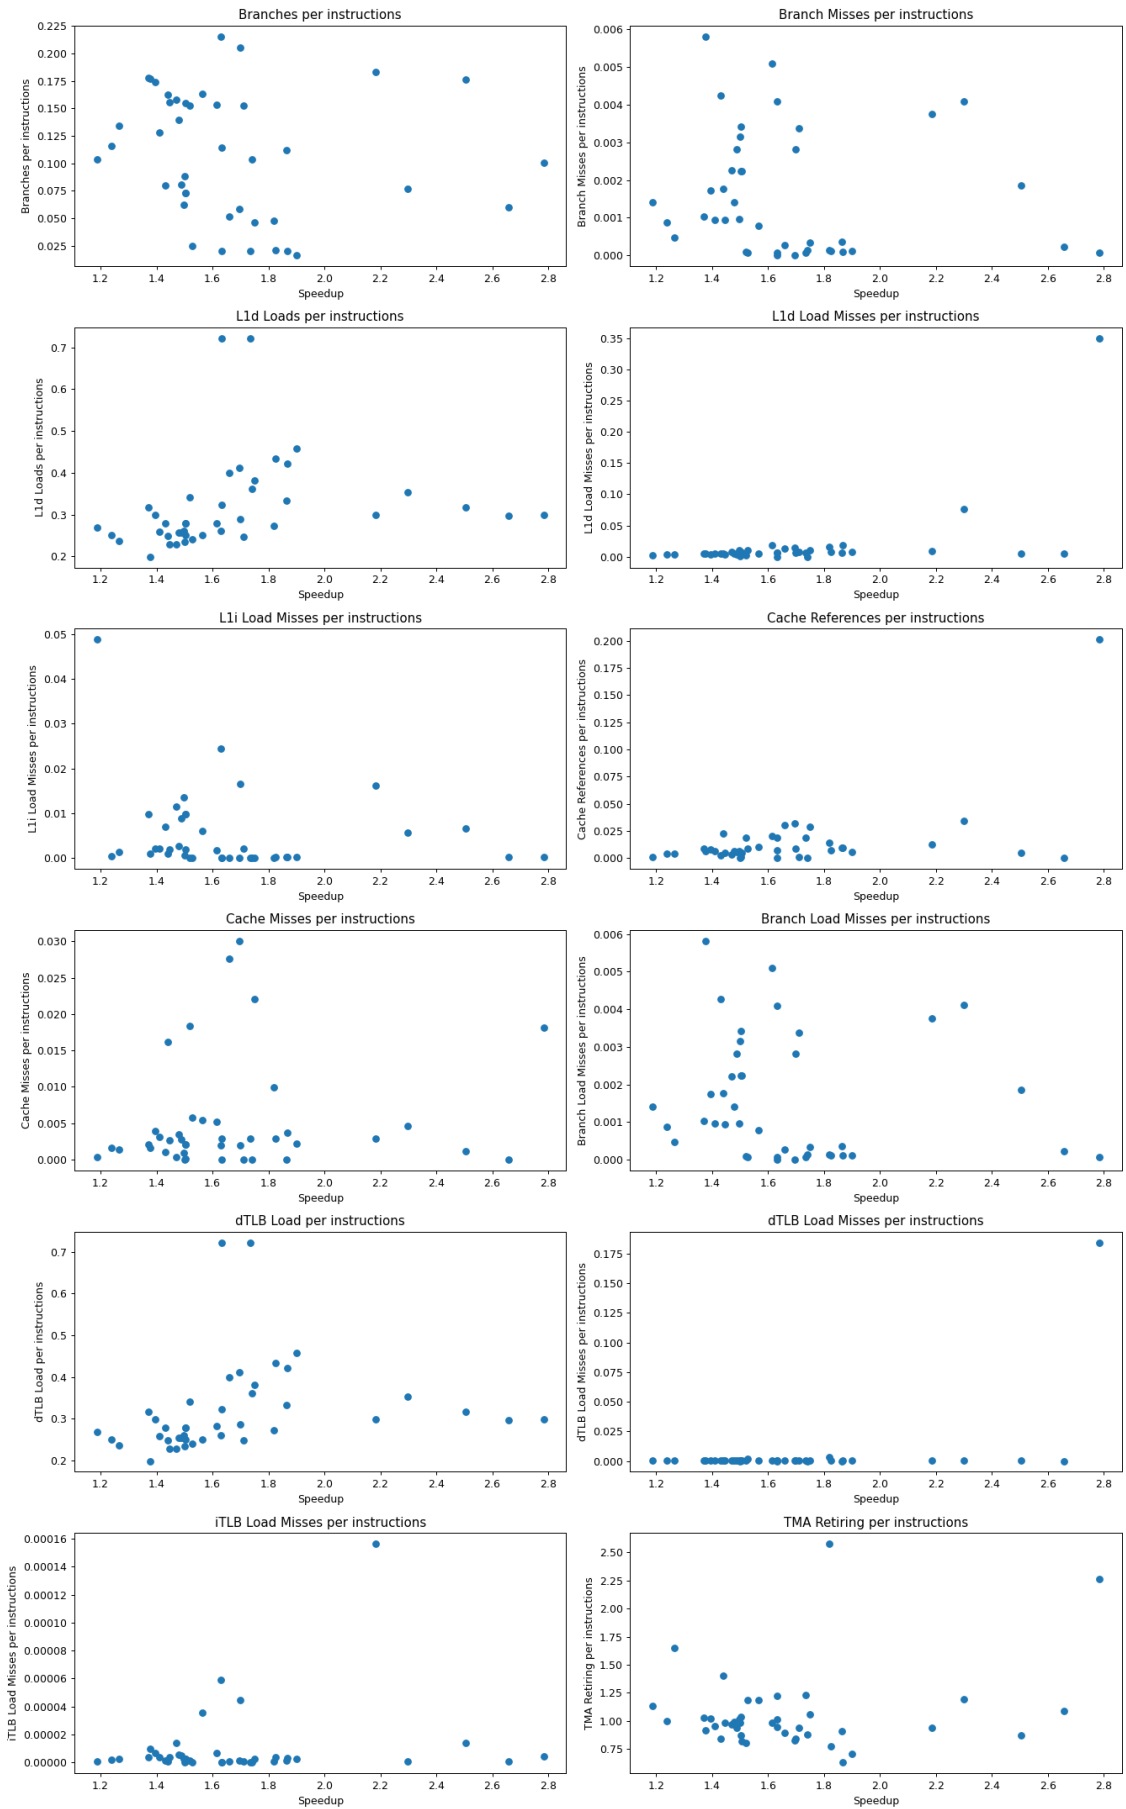 Branches per instructions
Branches per instructions
0.225
0.200
0.175
0.150
0.125
0.100
0.075
0.050
0.025
1.2 1.4 1.6 1.8 2.0 2.2 2.4 2.6 2.8
Speedup
Branch Misses per instructions
Branch Misses per instructions
0.006
0.005
0.004
0.003
0.002
0.001
0.000
1.2 1.4 1.6 1.8 2.0 2.2 2.4 2.6 2.8
Speedup
L1d Loads per instructions
L1d Loads per instructions
0.7
0.6
0.5
0.4
0.3
0.2
1.2 1.4 1.6 1.8 2.0 2.2 2.4 2.6 2.8
Speedup
L1d Load Misses per instructions
L1d Load Misses per instructions
0.35
0.30
0.25
0.20
0.15
0.10
0.05
0.00
1.2 1.4 1.6 1.8 2.0 2.2 2.4 2.6 2.8
Speedup
L1i Load Misses per instructions
L1i Load Misses per instructions
0.05
0.04
0.03
0.02
0.01
0.00
1.2 1.4 1.6 1.8 2.0 2.2 2.4 2.6 2.8
Speedup
Cache References per instructions
Cache References per instructions
0.200
0.175
0.150
0.125
0.100
0.075
0.050
0.025
0.000
1.2 1.4 1.6 1.8 2.0 2.2 2.4 2.6 2.8
Speedup
Cache Misses per instructions
Cache Misses per instructions
0.030
0.025
0.020
0.015
0.010
0.005
0.000
1.2 1.4 1.6 1.8 2.0 2.2 2.4 2.6 2.8
Speedup
Branch Load Misses per instructions
Branch Load Misses per instructions
0.006
0.005
0.004
0.003
0.002
0.001
0.000
1.2 1.4 1.6 1.8 2.0 2.2 2.4 2.6 2.8
Speedup
dTLB Load per instructions
dTLB Load per instructions
0.7
0.6
0.5
0.4
0.3
0.2
1.2 1.4 1.6 1.8 2.0 2.2 2.4 2.6 2.8
Speedup
dTLB Load Misses per instructions
dTLB Load Misses per instructions
0.175
0.150
0.125
0.100
0.075
0.050
0.025
0.000
1.2 1.4 1.6 1.8 2.0 2.2 2.4 2.6 2.8
Speedup
iTLB Load Misses per instructions
iTLB Load Misses per instructions
0.00016
0.00014
0.00012
0.00010
0.00008
0.00006
0.00004
0.00002
0.00000
1.2 1.4 1.6 1.8 2.0 2.2 2.4 2.6 2.8
Speedup
TMA Retiring per instructions
TMA Retiring per instructions
2.50
2.25
2.00
1.75
1.50
1.25
1.00
0.75
1.2 1.4 1.6 1.8 2.0 2.2 2.4 2.6 2.8
Speedup